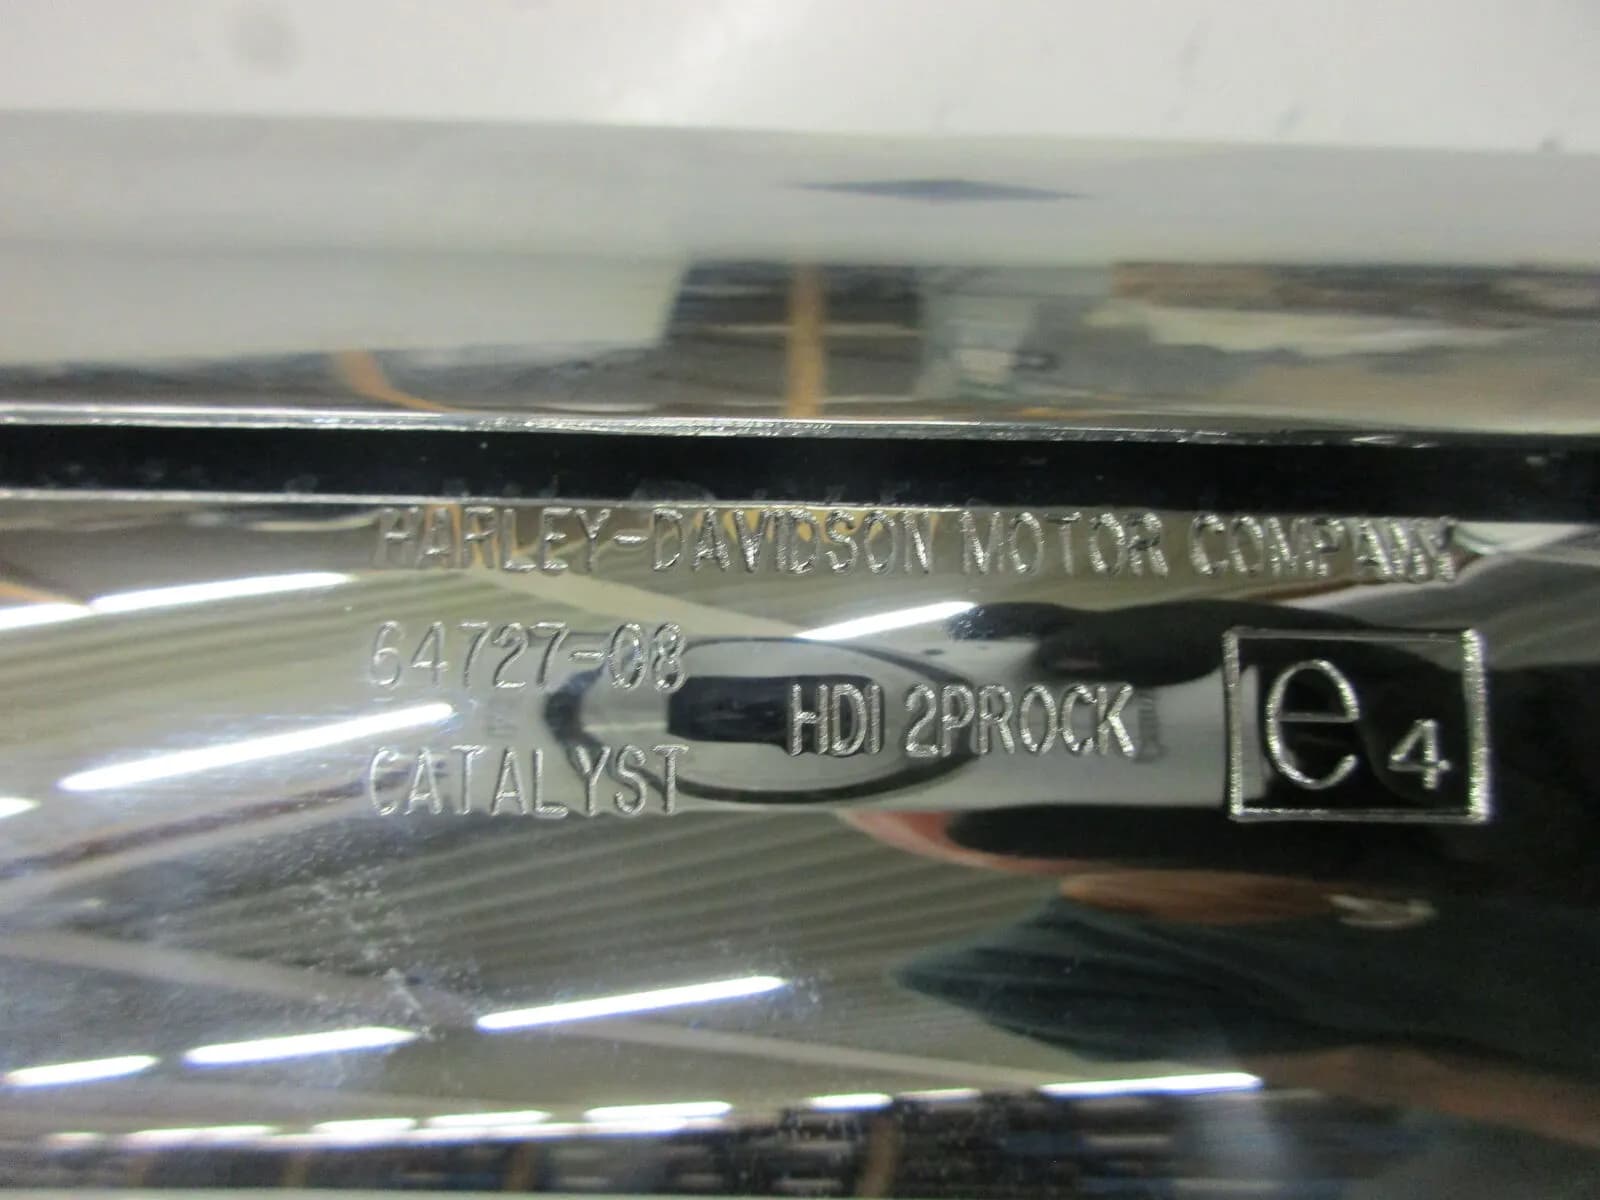 HARLEY-DAVIDSON MOTOR COMPANY
64727-08
HDI 2PROCK
e4
CATALYST